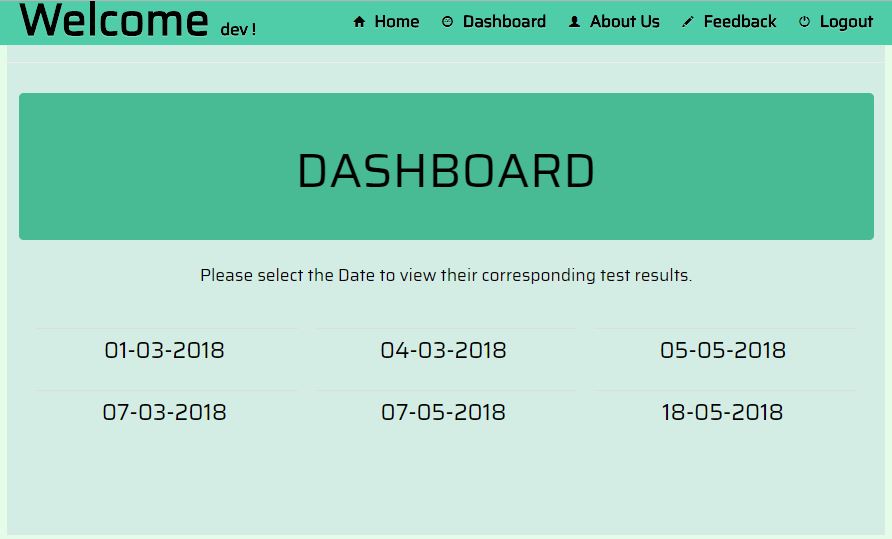 Welcome dev ! Home Dashboard About Us Feedback Logout
DASHBOARD
Please select the Date to view their corresponding test results.
01-03-2018 04-03-2018 05-05-2018
07-03-2018 07-05-2018 18-05-2018